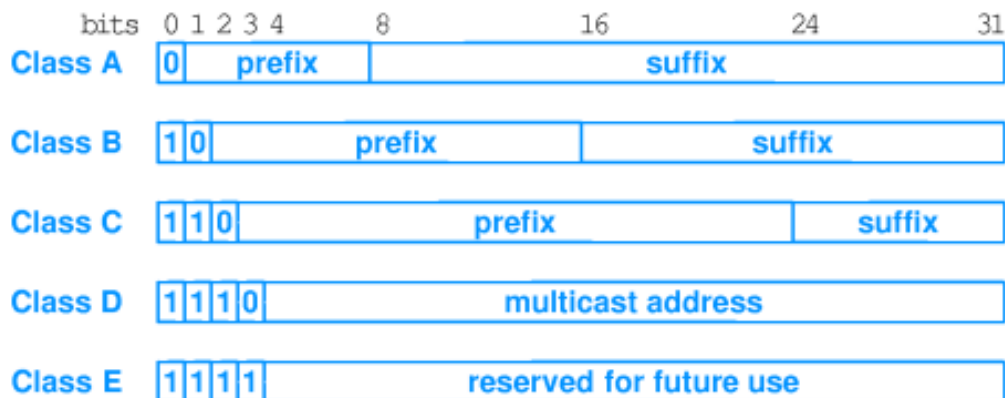 bits 0 1 2 3 4 8 16 24 31
Class A 0 prefix suffix
Class B 1 0 prefix suffix
Class C 1 1 0 prefix suffix
Class D 1 1 1 0 multicast address
Class E 1 1 1 1 reserved for future use